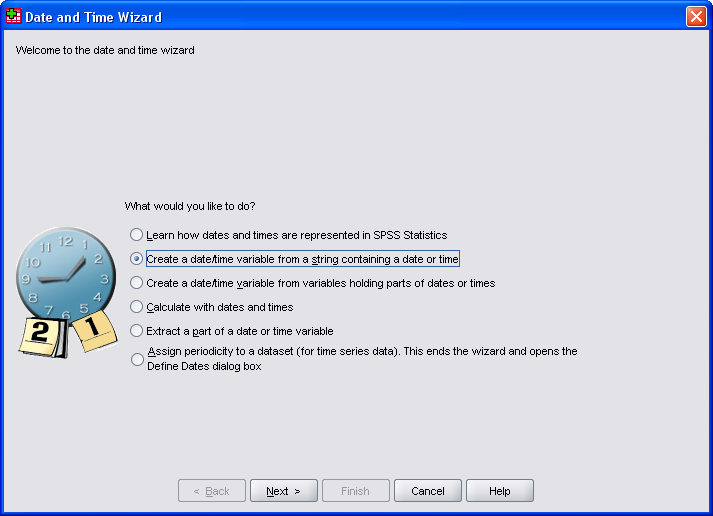 Date and Time Wizard
Welcome to the date and time wizard
What would you like to do?
Learn how dates and times are represented in SPSS Statistics
Create a date/time variable from a string containing a date or time
Create a date/time variable from variables holding parts of dates or times
Calculate with dates and times
Extract a part of a date or time variable
Assign periodicity to a dataset (for time series data). This ends the wizard and opens the
Define Dates dialog box
12
11 1
10 2
9 3
8 4
7 6 5
2 1
< Back Next > Finish Cancel Help